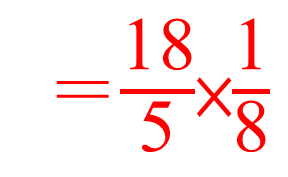 = 18/5 × 1/8